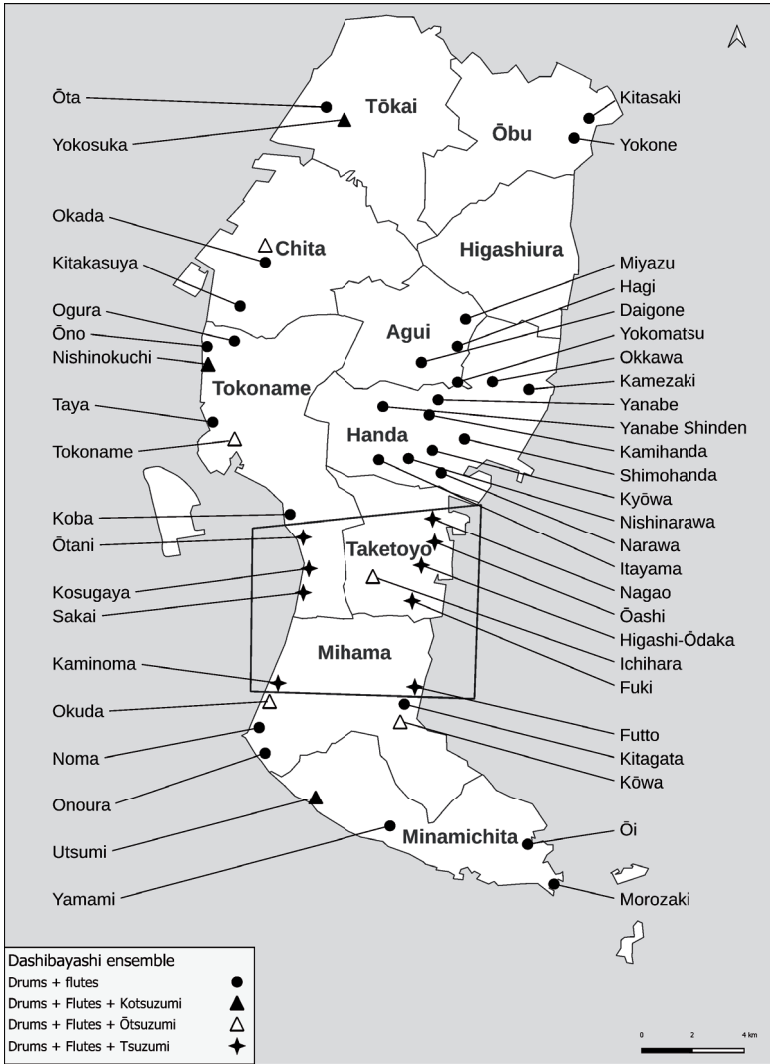 Ōta
Yokosuka
Okada
Kitakasuya
Ogura
Ōno
Nishinokuchi
Taya
Tokoname
Koba
Ōtani
Kosugaya
Sakai
Kaminoma
Okuda
Noma
Onoura
Utsumi
Yamami
Tōkai
Ōbu
Chita
Higashiura
Agui
Tokoname
Handa
Taketoyo
Mihama
Minamichita
Kitasaki
Yokone
Miyazu
Hagi
Daigone
Yokomatsu
Okkawa
Kamezaki
Yanabe
Yanabe Shinden
Kamihanda
Shimohanda
Kyōwa
Nishinarawa
Narawa
Itayama
Nagao
Ōashi
Higashi-Ōdaka
Ichihara
Fuki
Futto
Kitagata
Kōwa
Ōi
Morozaki
Dashibayashi ensemble
Drums + flutes
Drums + Flutes + Kotsuzumi
Drums + Flutes + Ōtsuzumi
Drums + Flutes + Tsuzumi
0 2 4 km